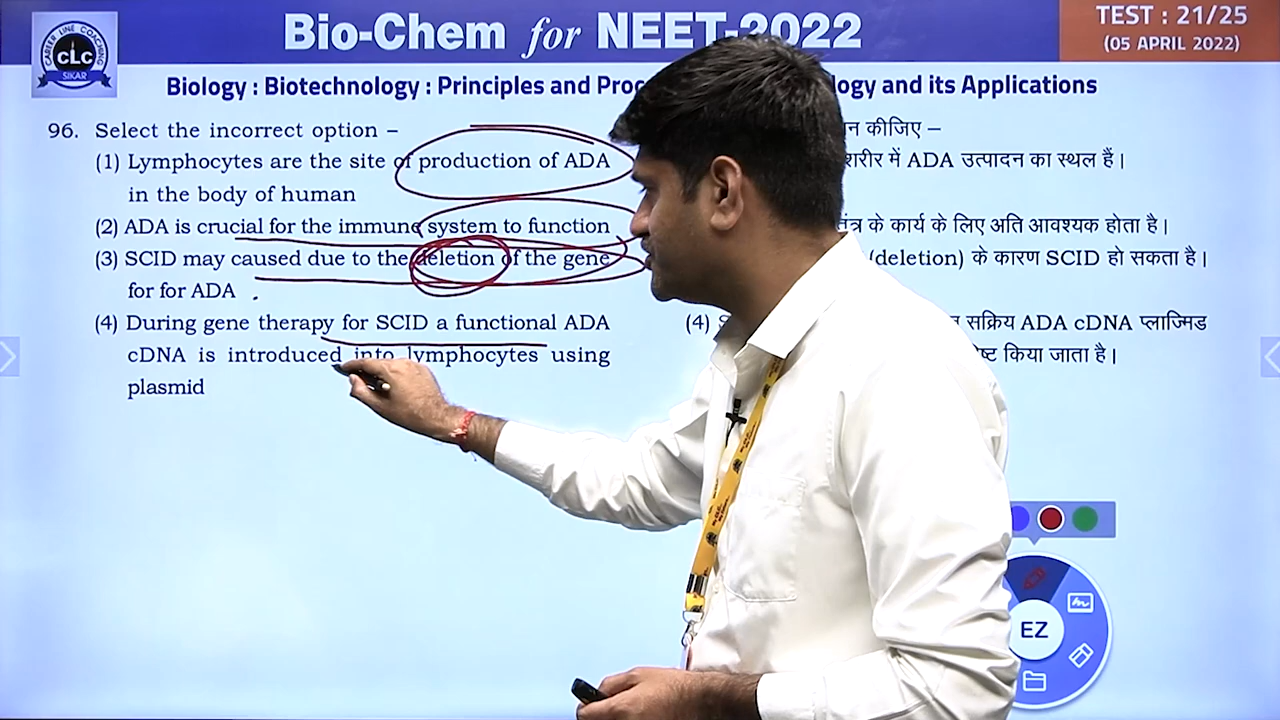 CAREER LINE COACHING
CLC
SIKAR
Bio-Chem for NEET-2022
TEST : 21/25
(05 APRIL 2022)
Biology : Biotechnology : Principles and Proc
logy and its Applications
96. Select the incorrect option –
(1) Lymphocytes are the site of production of ADA
in the body of human
(2) ADA is crucial for the immune system to function
(3) SCID may caused due to the deletion of the gene
for for ADA
(4) During gene therapy for SCID a functional ADA
cDNA is introduced into lymphocytes using
plasmid
कीजिए –
शरीर में ADA उत्पादन का स्थल हैं।
के कार्य के लिए अति आवश्यक होता है।
(deletion) के कारण SCID हो सकता है।
(4)
सक्रिय ADA cDNA प्लाज्मिड
किया जाता है।
EZ